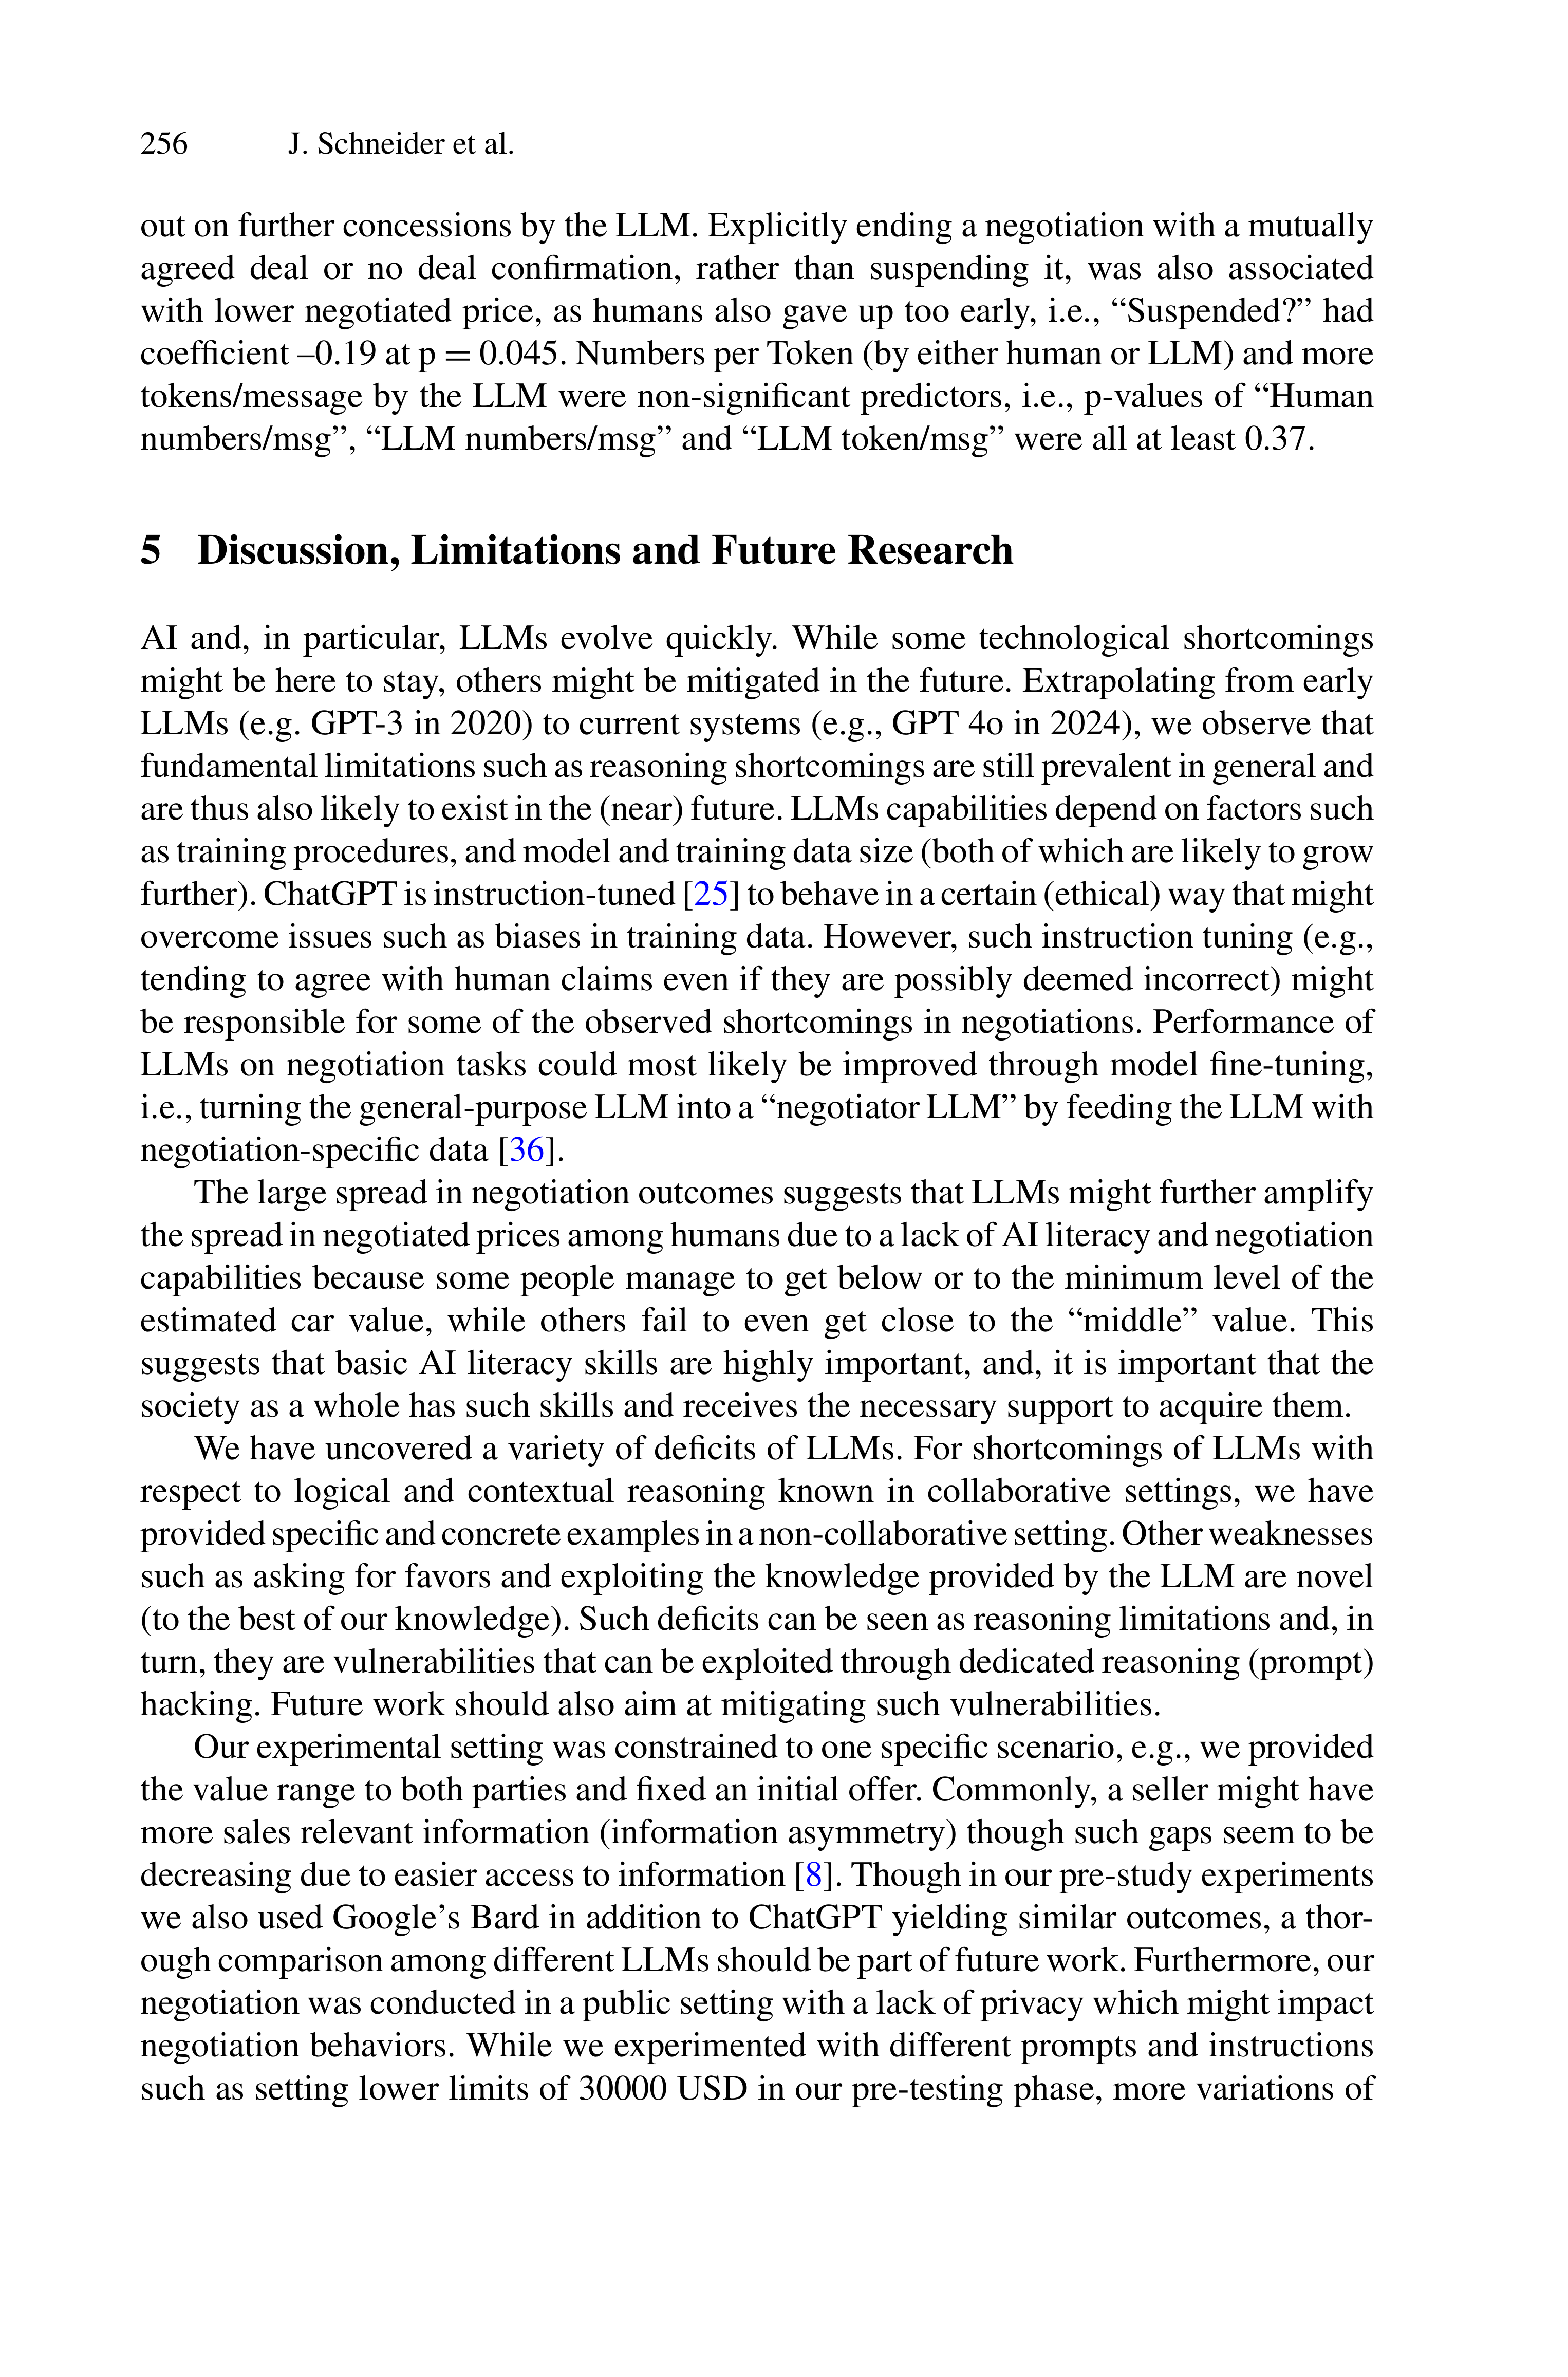 256 J. Schneider et al.
out on further concessions by the LLM. Explicitly ending a negotiation with a mutually
agreed deal or no deal confirmation, rather than suspending it, was also associated
with lower negotiated price, as humans also gave up too early, i.e., “Suspended?” had
coefficient –0.19 at p = 0.045. Numbers per Token (by either human or LLM) and more
tokens/message by the LLM were non-significant predictors, i.e., p-values of “Human
numbers/msg”, “LLM numbers/msg” and “LLM token/msg” were all at least 0.37.
5 Discussion, Limitations and Future Research
AI and, in particular, LLMs evolve quickly. While some technological shortcomings
might be here to stay, others might be mitigated in the future. Extrapolating from early
LLMs (e.g. GPT-3 in 2020) to current systems (e.g., GPT 4o in 2024), we observe that
fundamental limitations such as reasoning shortcomings are still prevalent in general and
are thus also likely to exist in the (near) future. LLMs capabilities depend on factors such
as training procedures, and model and training data size (both of which are likely to grow
further). ChatGPT is instruction-tuned [25] to behave in a certain (ethical) way that might
overcome issues such as biases in training data. However, such instruction tuning (e.g.,
tending to agree with human claims even if they are possibly deemed incorrect) might
be responsible for some of the observed shortcomings in negotiations. Performance of
LLMs on negotiation tasks could most likely be improved through model fine-tuning,
i.e., turning the general-purpose LLM into a “negotiator LLM” by feeding the LLM with
negotiation-specific data [36].
The large spread in negotiation outcomes suggests that LLMs might further amplify
the spread in negotiated prices among humans due to a lack of AI literacy and negotiation
capabilities because some people manage to get below or to the minimum level of the
estimated car value, while others fail to even get close to the “middle” value. This
suggests that basic AI literacy skills are highly important, and, it is important that the
society as a whole has such skills and receives the necessary support to acquire them.
We have uncovered a variety of deficits of LLMs. For shortcomings of LLMs with
respect to logical and contextual reasoning known in collaborative settings, we have
provided specific and concrete examples in a non-collaborative setting. Other weaknesses
such as asking for favors and exploiting the knowledge provided by the LLM are novel
(to the best of our knowledge). Such deficits can be seen as reasoning limitations and, in
turn, they are vulnerabilities that can be exploited through dedicated reasoning (prompt)
hacking. Future work should also aim at mitigating such vulnerabilities.
Our experimental setting was constrained to one specific scenario, e.g., we provided
the value range to both parties and fixed an initial offer. Commonly, a seller might have
more sales relevant information (information asymmetry) though such gaps seem to be
decreasing due to easier access to information [8]. Though in our pre-study experiments
we also used Google’s Bard in addition to ChatGPT yielding similar outcomes, a thor-
ough comparison among different LLMs should be part of future work. Furthermore, our
negotiation was conducted in a public setting with a lack of privacy which might impact
negotiation behaviors. While we experimented with different prompts and instructions
such as setting lower limits of 30000 USD in our pre-testing phase, more variations of